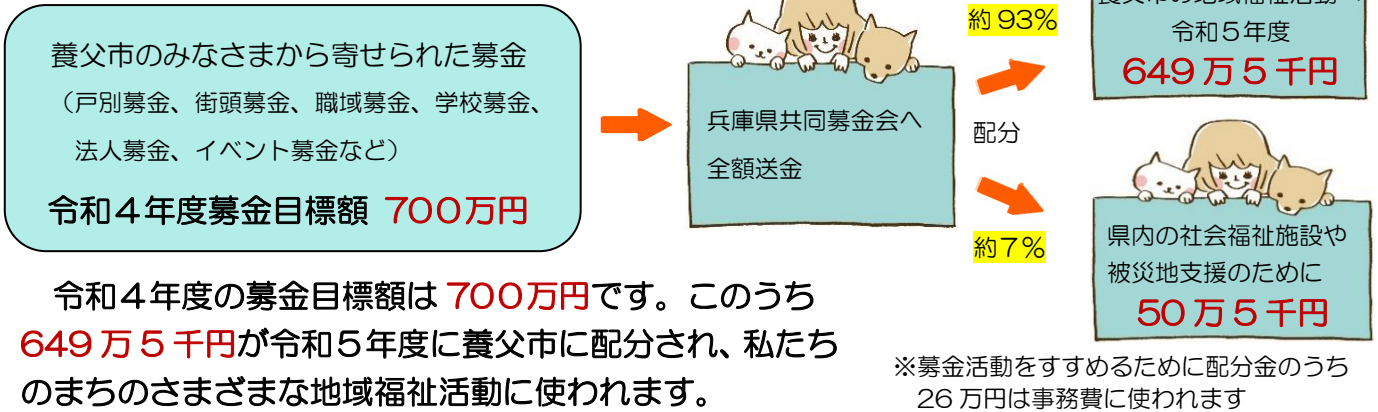 養父市のみなさまから寄せられた募金
（戸別募金、街頭募金、職域募金、学校募金、
法人募金、イベント募金など）
令和４年度募金目標額 700万円
兵庫県共同募金会へ
全額送金
約93%
配分
約７%
養父市の地域福祉活動へ
令和５年度
649万５千円
県内の社会福祉施設や
被災地支援のために
50万５千円
令和４年度の募金目標額は700万円です。このうち
649万５千円が令和５年度に養父市に配分され、私たち
のまちのさまざまな地域福祉活動に使われます。
※募金活動をすすめるために配分金のうち
26万円は事務費に使われます